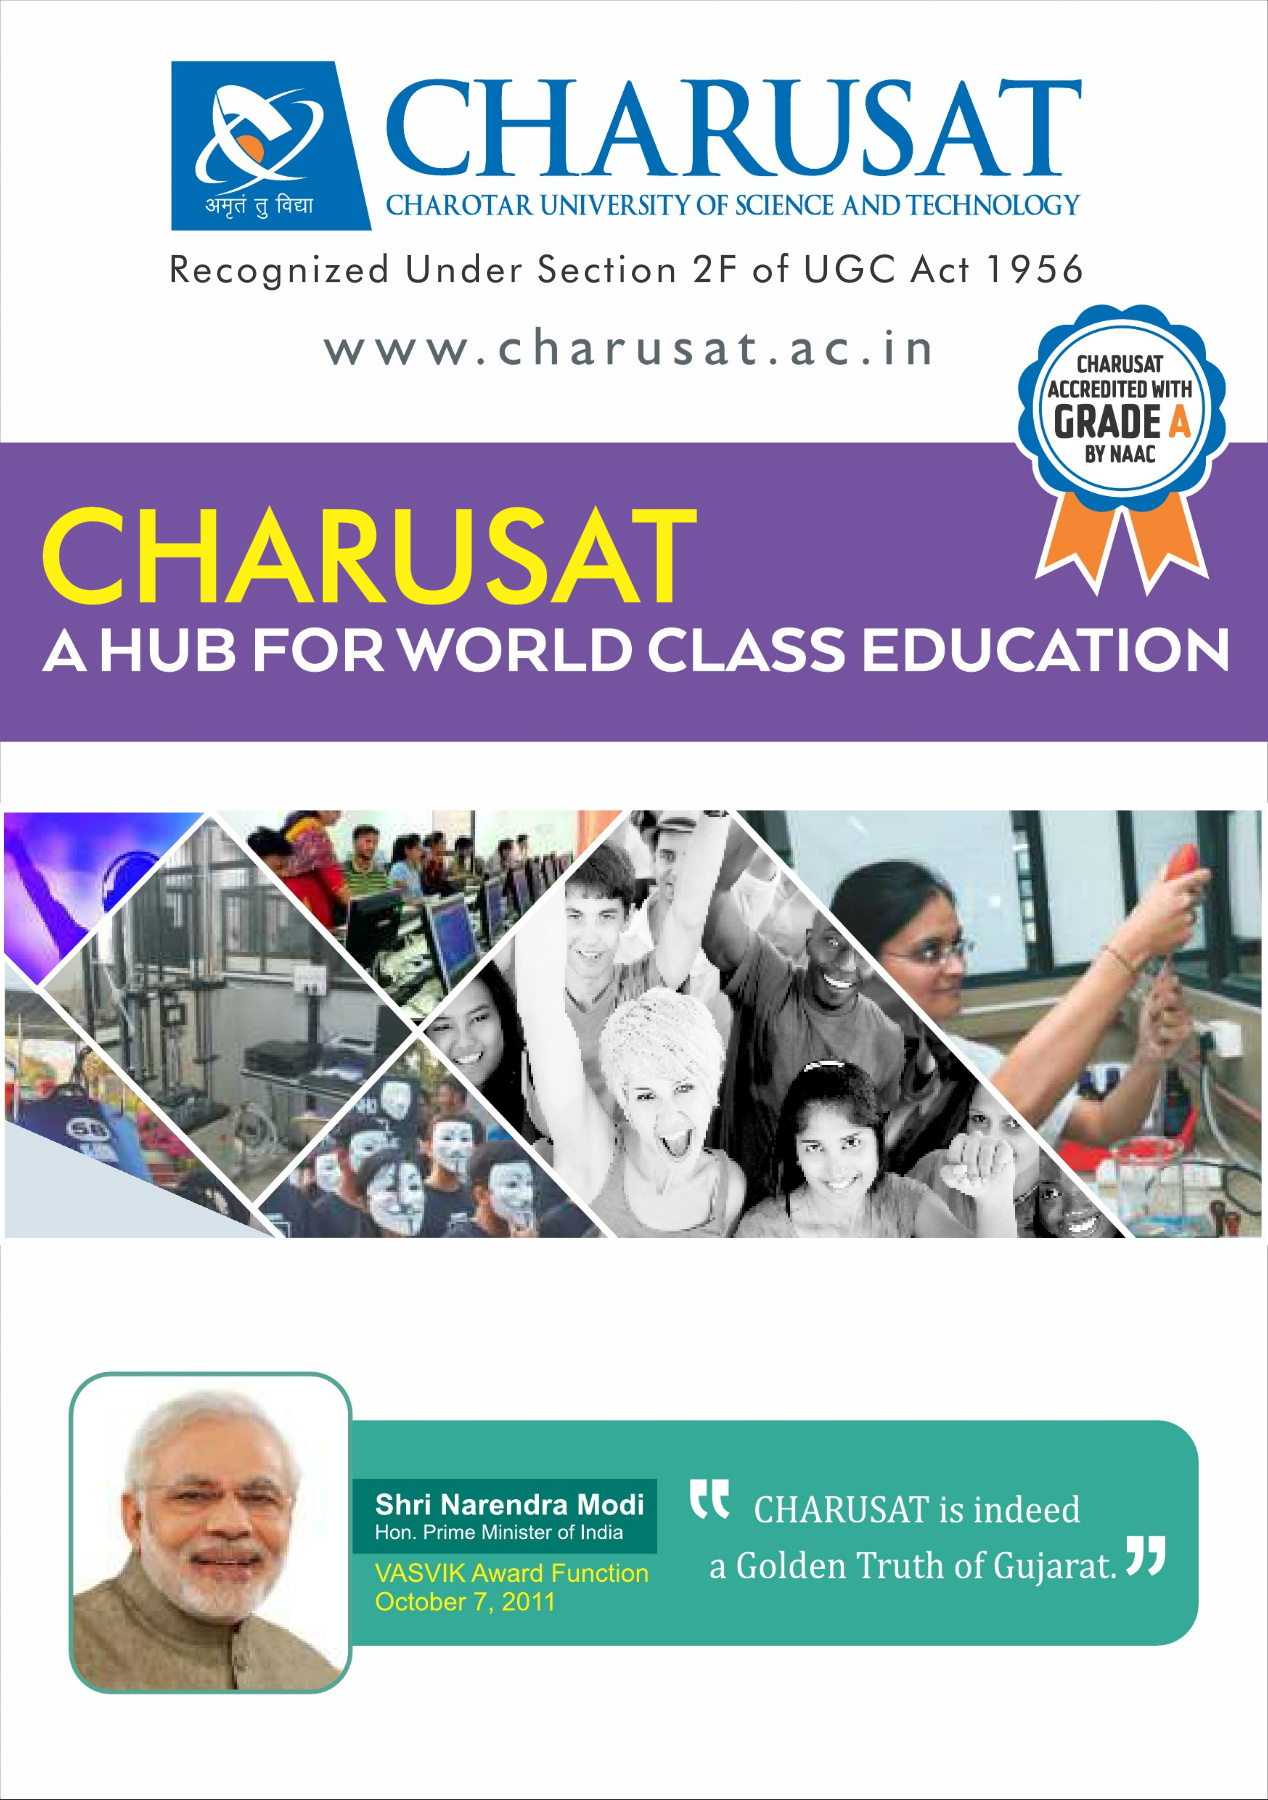 अमृतं तु विद्या
CHARUSAT
CHAROTAR UNIVERSITY OF SCIENCE AND TECHNOLOGY
Recognized Under Section 2F of UGC Act 1956
www.charusat.ac.in
CHARUSAT
ACCREDITED WITH
GRADE A
BY NAAC
CHARUSAT
A HUB FOR WORLD CLASS EDUCATION
68
Shri Narendra Modi
Hon. Prime Minister of India
VASVIK Award Function
October 7, 2011
" CHARUSAT is indeed
a Golden Truth of Gujarat. "